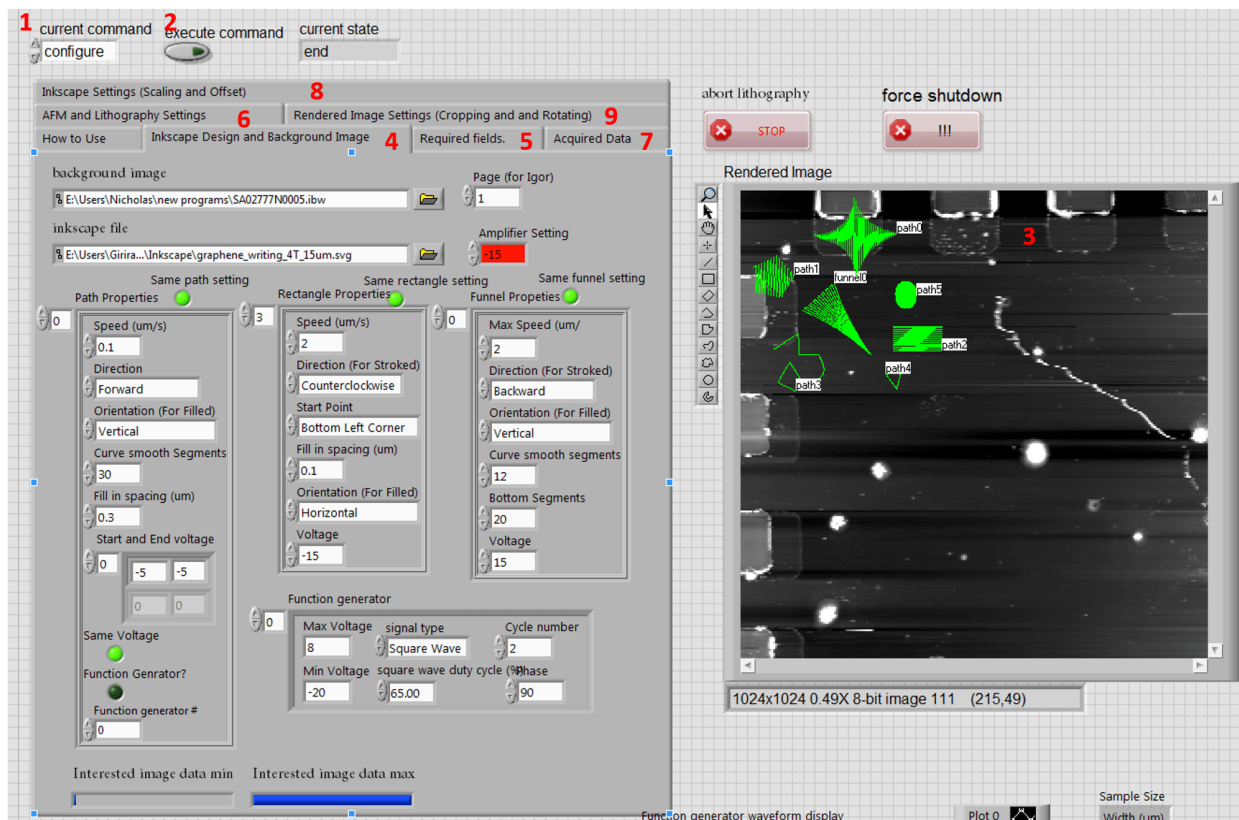 1 current command
2 execute command
current state
configure
end
Inkscape Settings (Scaling and Offset) 8
AFM and Lithography Settings 6
Rendered Image Settings (Cropping and and Rotating) 9
How to Use
Inkscape Design and Background Image 4
Required fields. 5
Acquired Data 7
abort lithography
STOP
force shutdown
!!!
background image
E:\Users\Nicholas\new programs\SA02777N0005.ibw
Page (for Igor)
1
inkscape file
E:\Users\Girira...\Inkscape\graphene_writing_4T_15um.svg
Amplifier Setting
-15
Same path setting
Same rectangle setting
Same funnel setting
Path Properties
0
Speed (um/s)
0.1
Direction
Forward
Orientation (For Filled)
Vertical
Curve smooth Segments
30
Fill in spacing (um)
0.3
Start and End voltage
0
-5 -5
0 0
Same Voltage
Function Genrator?
Function generator #
0
Rectangle Properties
3
Speed (um/s)
2
Direction (For Stroked)
Counterclockwise
Start Point
Bottom Left Corner
Fill in spacing (um)
0.1
Orientation (For Filled)
Horizontal
Voltage
-15
Funnel Propeties
0
Max Speed (um/
2
Direction (For Stroked)
Backward
Orientation (For Filled)
Vertical
Curve smooth segments
12
Bottom Segments
20
Voltage
15
Function generator
0
Max Voltage
8
signal type
Square Wave
Cycle number
2
Min Voltage
-20
square wave duty cycle (%)
65.00
Phase
90
Interested image data min
Interested image data max
Rendered Image
3
path0
path1
funnel0
path5
path2
path4
path3
1024x1024 0.49X 8-bit image 111 (215,49)
Function generator waveform display
Plot 0
Sample Size
Width (um)